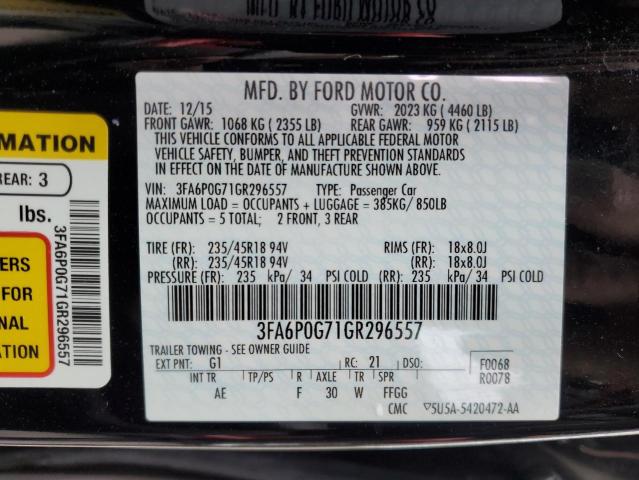 MFD. BY FORD MOTOR CO.
DATE: 12/15 GVWR: 2023 KG ( 4460 LB)
FRONT GAWR: 1068 KG ( 2355 LB) REAR GAWR: 959 KG ( 2115 LB)
THIS VEHICLE CONFORMS TO ALL APPLICABLE FEDERAL MOTOR
VEHICLE SAFETY, BUMPER, AND THEFT PREVENTION STANDARDS
IN EFFECT ON THE DATE OF MANUFACTURE SHOWN ABOVE.
VIN: 3FA6P0G71GR296557 TYPE: Passenger Car
MAXIMUM LOAD = OCCUPANTS + LUGGAGE = 385KG/ 850LB
OCCUPANTS = 5 TOTAL; 2 FRONT, 3 REAR
TIRE (FR): 235/45R18 94V RIMS (FR): 18x8.0J
(RR): 235/45R18 94V (RR): 18x8.0J
PRESSURE (FR): 235 kPa/ 34 PSI COLD (RR): 235 kPa/ 34 PSI COLD
3FA6P0G71GR296557
TRAILER TOWING - SEE OWNER GUIDE
EXT PNT: G1 RC: 21 DSO:
F0068
R0078
INT TR TP/PS R AXLE TR SPR
AE F 30 W FFGG
CMC ▽5U5A-5420472-AA
MATION
REAR: 3
lbs.
ERS
FOR
NAL
ATION
3FA6P0G71GR296557